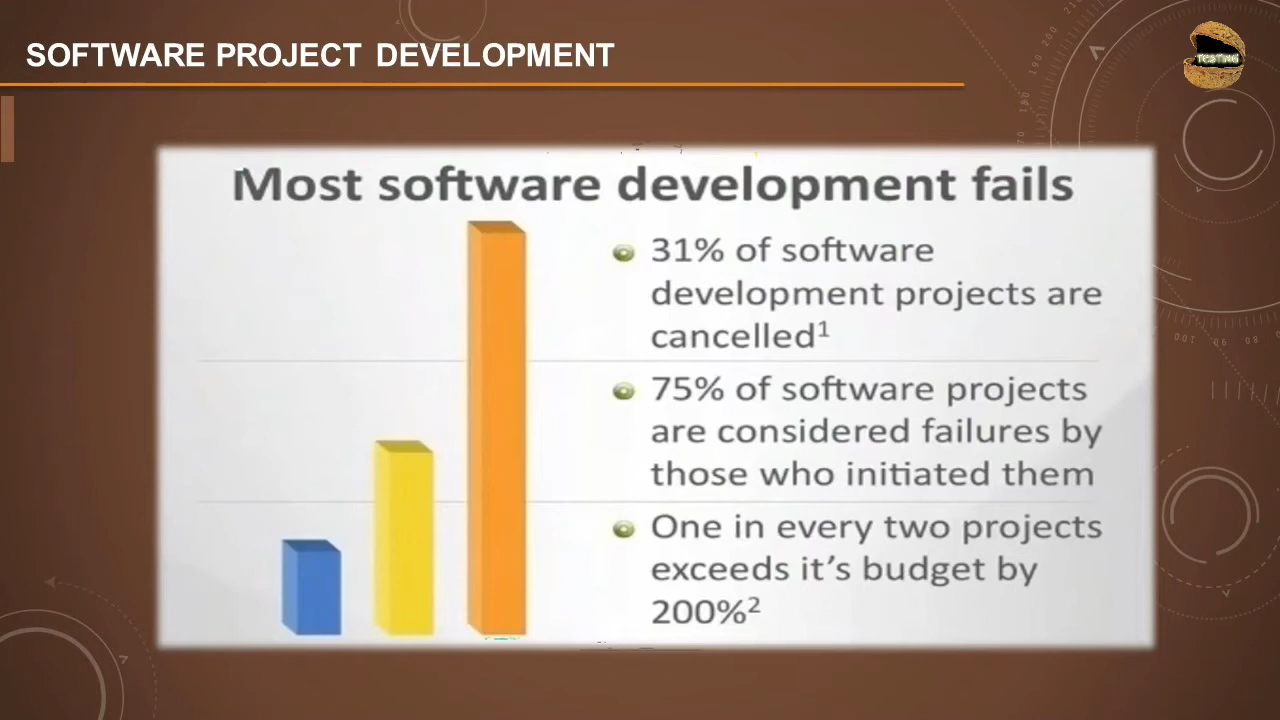 SOFTWARE PROJECT DEVELOPMENT
TESTING
Most software development fails
31% of software
development projects are
cancelled¹
75% of software projects
are considered failures by
those who initiated them
One in every two projects
exceeds it’s budget by
200%²